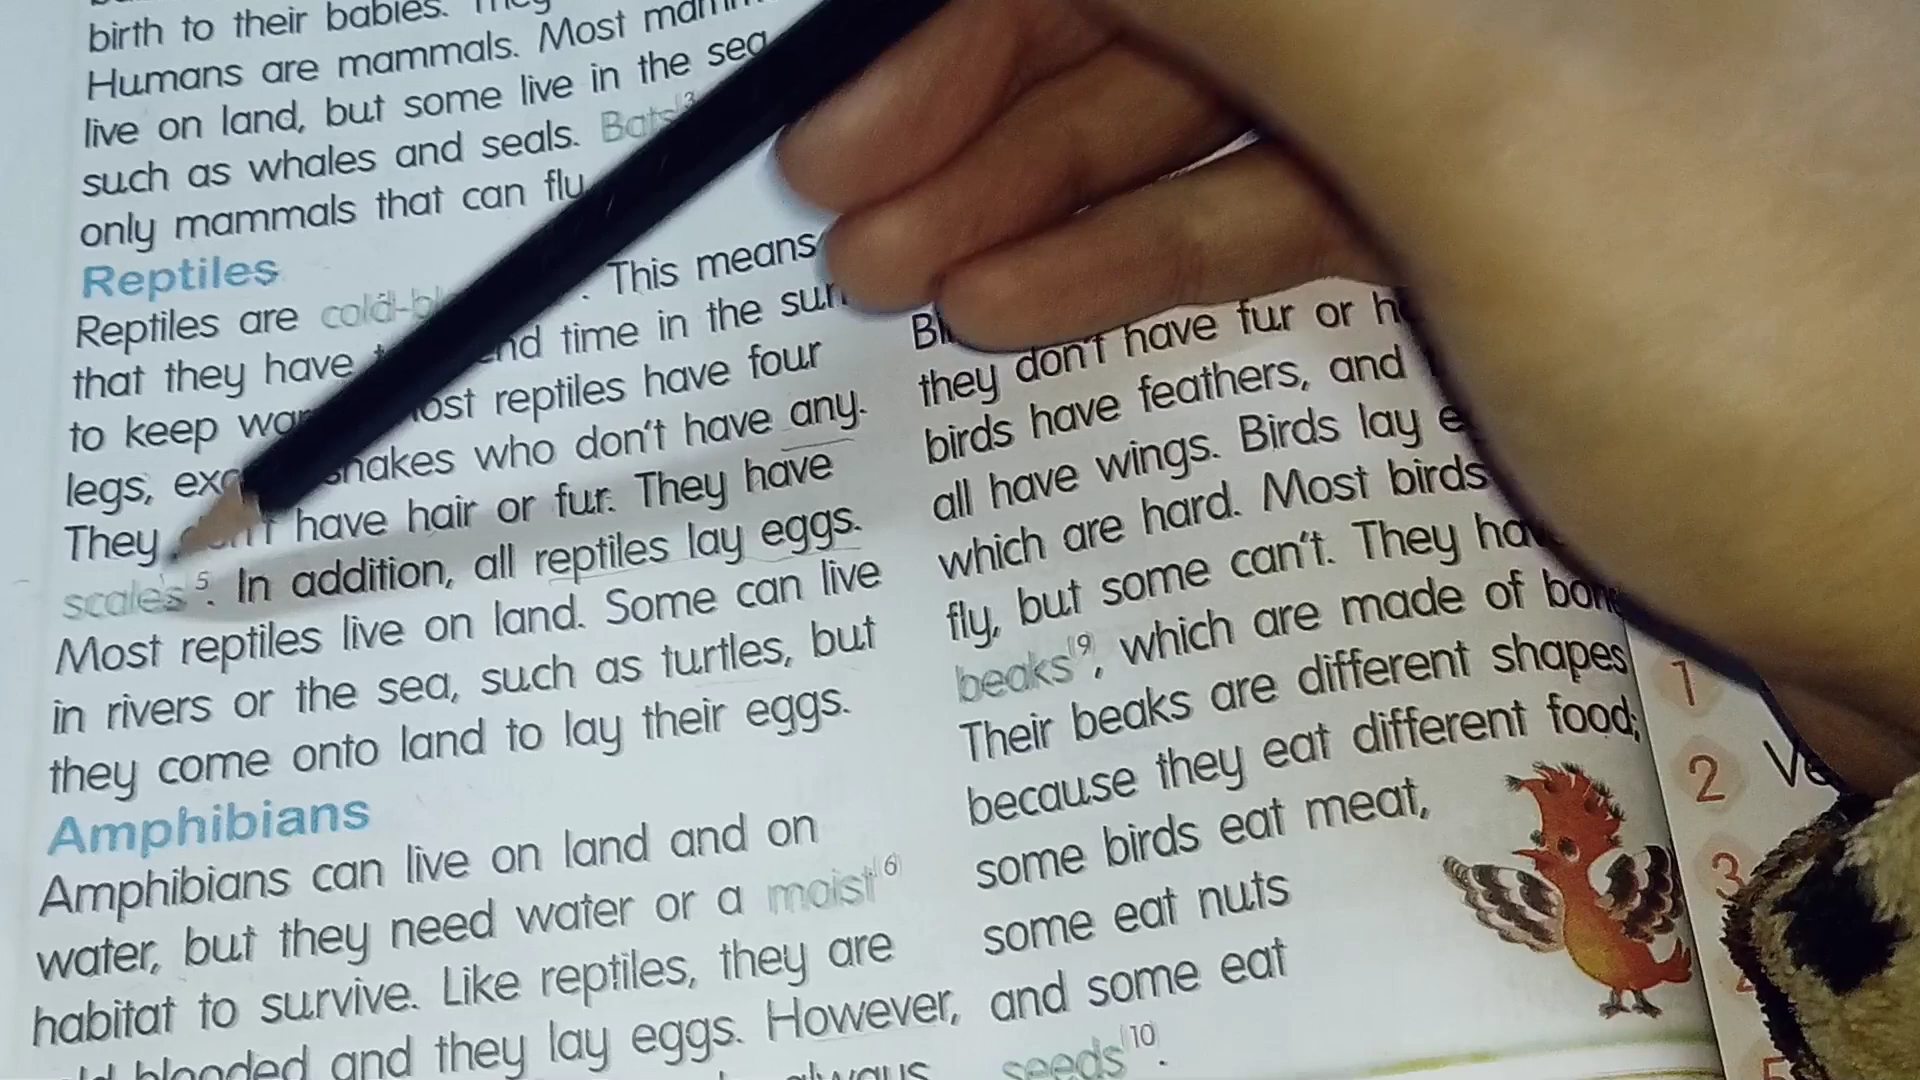 birth to their babies. They
Humans are mammals. Most
live on land, but some live in the sea
such as whales and seals. Bats 3
only mammals that can fly
Reptiles
Reptiles are This means
that they have time in the sun
to keep reptiles have four
legs, snakes who don't have any.
They have hair or fur. They have
scales 5. In addition, all reptiles lay eggs.
Most reptiles live on land. Some can live
in rivers or the sea, such as turtles, but
they come onto land to lay their eggs.
Amphibians
Amphibians can live on land and on
water, but they need water or a moist 6
habitat to survive. Like reptiles, they are
blooded and they lay eggs. However,
always
they don't have fur or
birds have feathers, and
all have wings. Birds lay
which are hard. Most birds
fly, but some can't. They
beaks 9, which are made of
Their beaks are different shapes
because they eat different food;
some birds eat meat,
some eat nuts
and some eat
seeds 10.
1
2
3
5